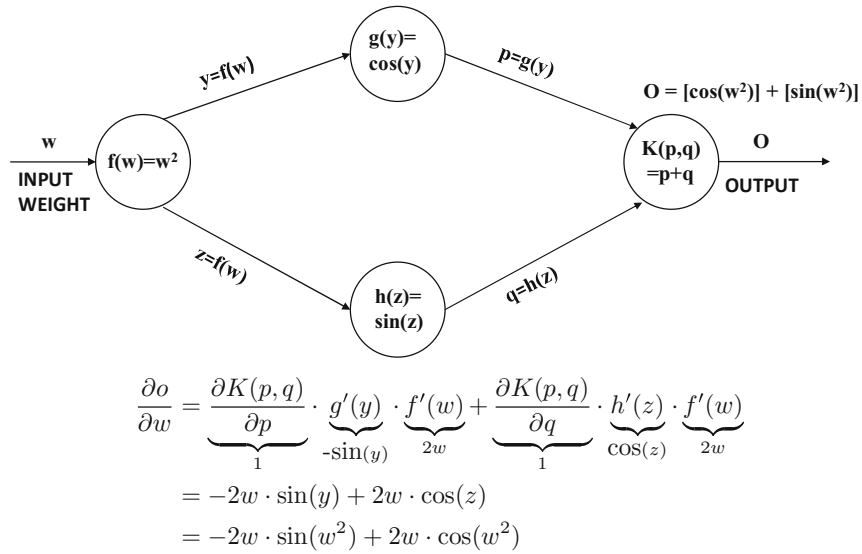 g(y)=
cos(y)
y=f(w)
p=g(y)
O = [cos(w²)] + [sin(w²)]
w
f(w)=w²
K(p,q)
=p+q
O
INPUT
WEIGHT
OUTPUT
z=f(w)
q=h(z)
h(z)=
sin(z)
∂o/∂w = ∂K(p,q)/∂p · g′(y) · f′(w) + ∂K(p,q)/∂q · h′(z) · f′(w)
1 -sin(y) 2w 1 cos(z) 2w
= −2w · sin(y) + 2w · cos(z)
= −2w · sin(w²) + 2w · cos(w²)